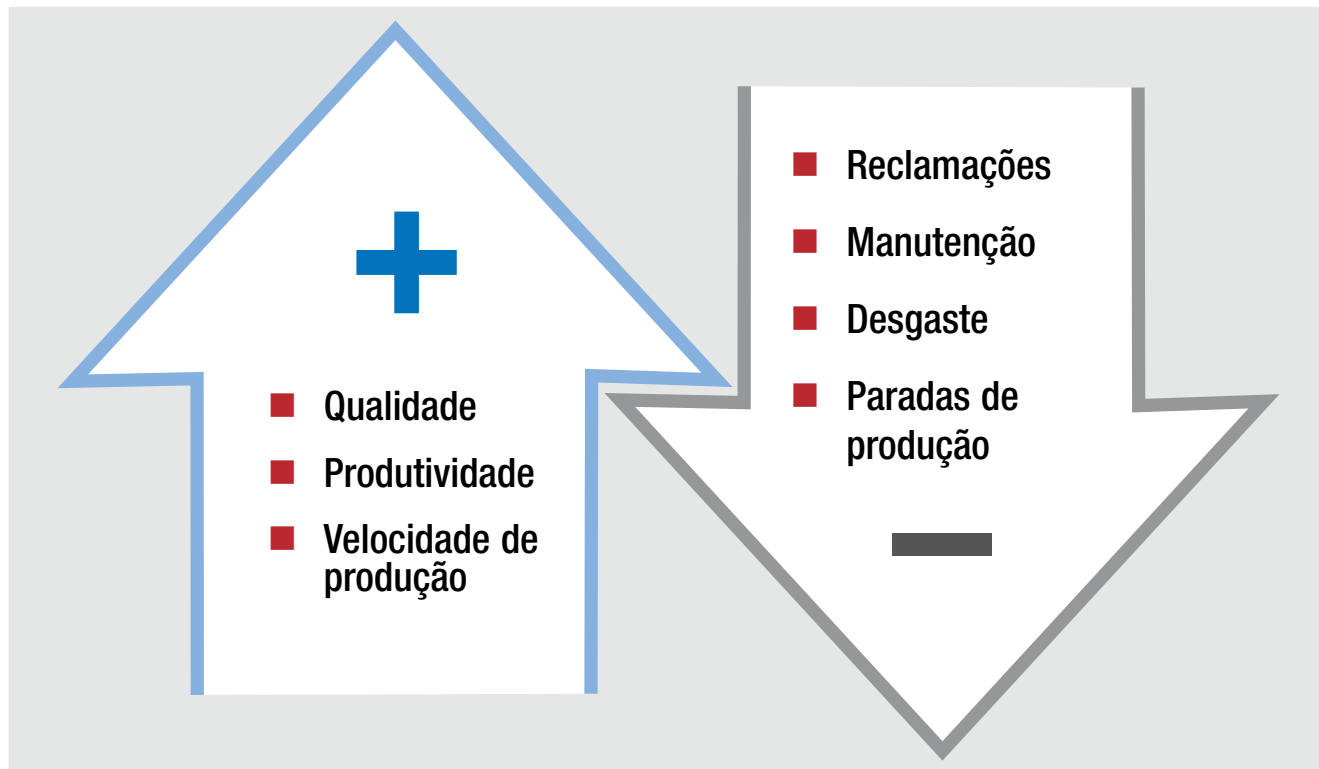 +
Qualidade
Produtividade
Velocidade de
produção
Reclamações
Manutenção
Desgaste
Paradas de
produção
–